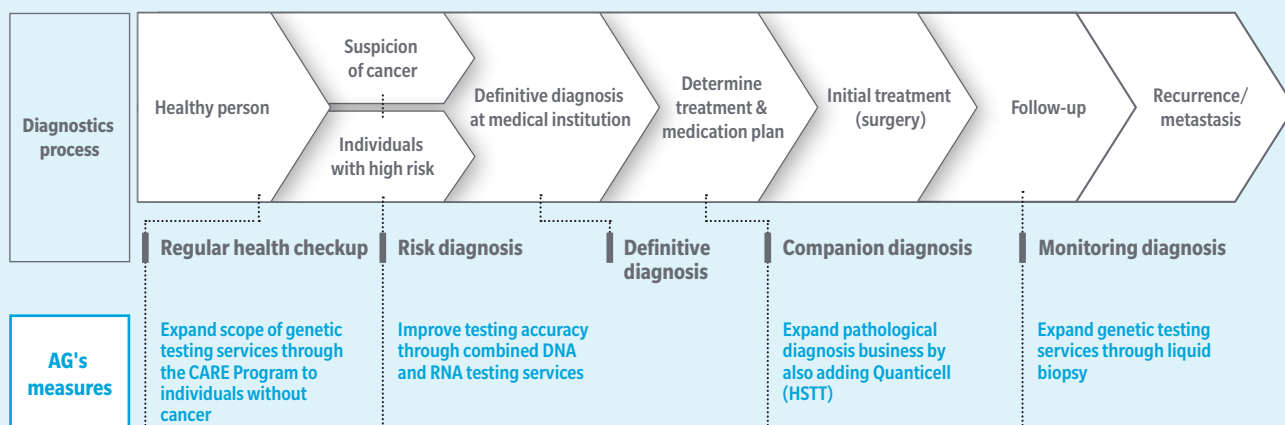 Diagnostics
process
Healthy person
Suspicion
of cancer
Individuals
with high risk
Definitive diagnosis
at medical institution
Determine
treatment &
medication plan
Initial treatment
(surgery)
Follow-up
Recurrence/
metastasis
Regular health checkup
Risk diagnosis
Definitive
diagnosis
Companion diagnosis
Monitoring diagnosis
AG's
measures
Expand scope of genetic
testing services through
the CARE Program to
individuals without
cancer
Improve testing accuracy
through combined DNA
and RNA testing services
Expand pathological
diagnosis business by
also adding Quanticell
(HSTT)
Expand genetic testing
services through liquid
biopsy